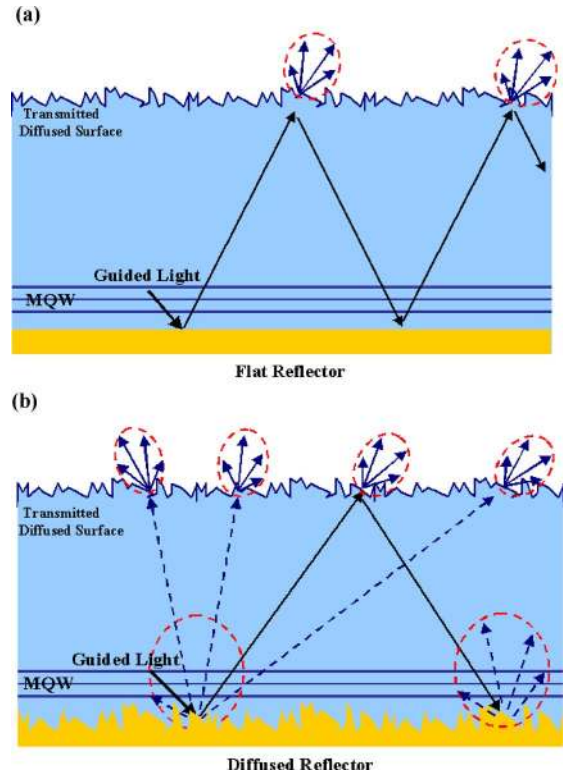 (a)
Transmitted
Diffused Surface
Guided Light
MQW
Flat Reflector
(b)
Transmitted
Diffused Surface
Guided Light
MQW
Diffused Reflector